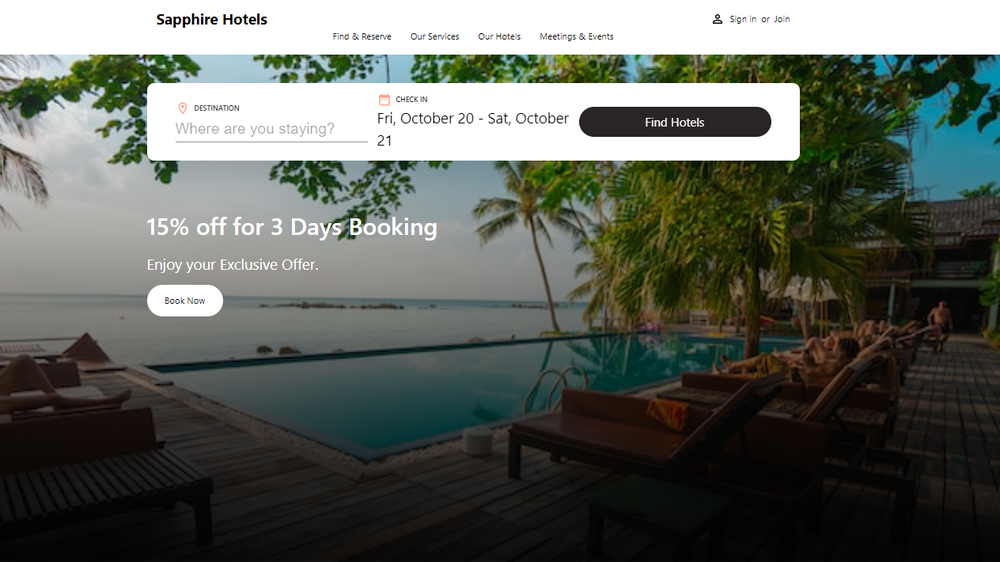 Sapphire Hotels
Sign in or Join
Find & Reserve Our Services Our Hotels Meetings & Events
DESTINATION
Where are you staying?
CHECK IN
Fri, October 20 - Sat, October
21
Find Hotels
15% off for 3 Days Booking
Enjoy your Exclusive Offer.
Book Now